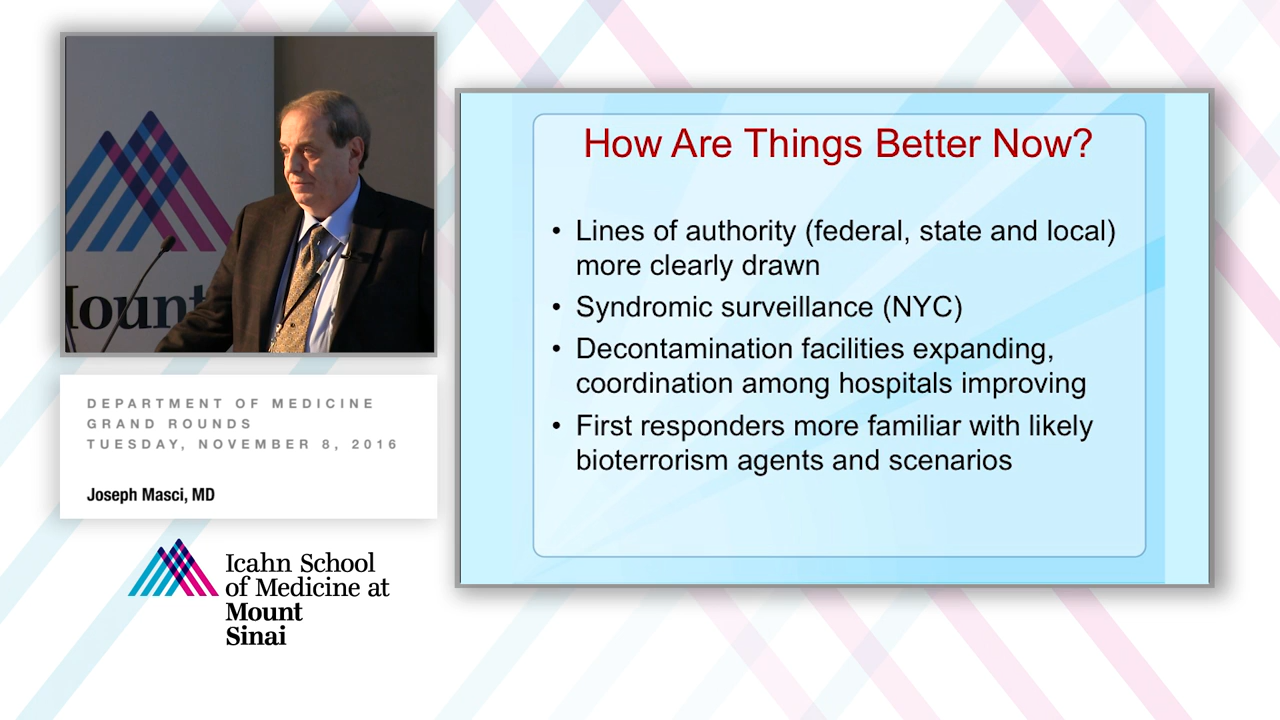 Mount
DEPARTMENT OF MEDICINE
GRAND ROUNDS
TUESDAY, NOVEMBER 8, 2016
Joseph Masci, MD
Icahn School
of Medicine at
Mount
Sinai
How Are Things Better Now?
• Lines of authority (federal, state and local)
more clearly drawn
• Syndromic surveillance (NYC)
• Decontamination facilities expanding,
coordination among hospitals improving
• First responders more familiar with likely
bioterrorism agents and scenarios